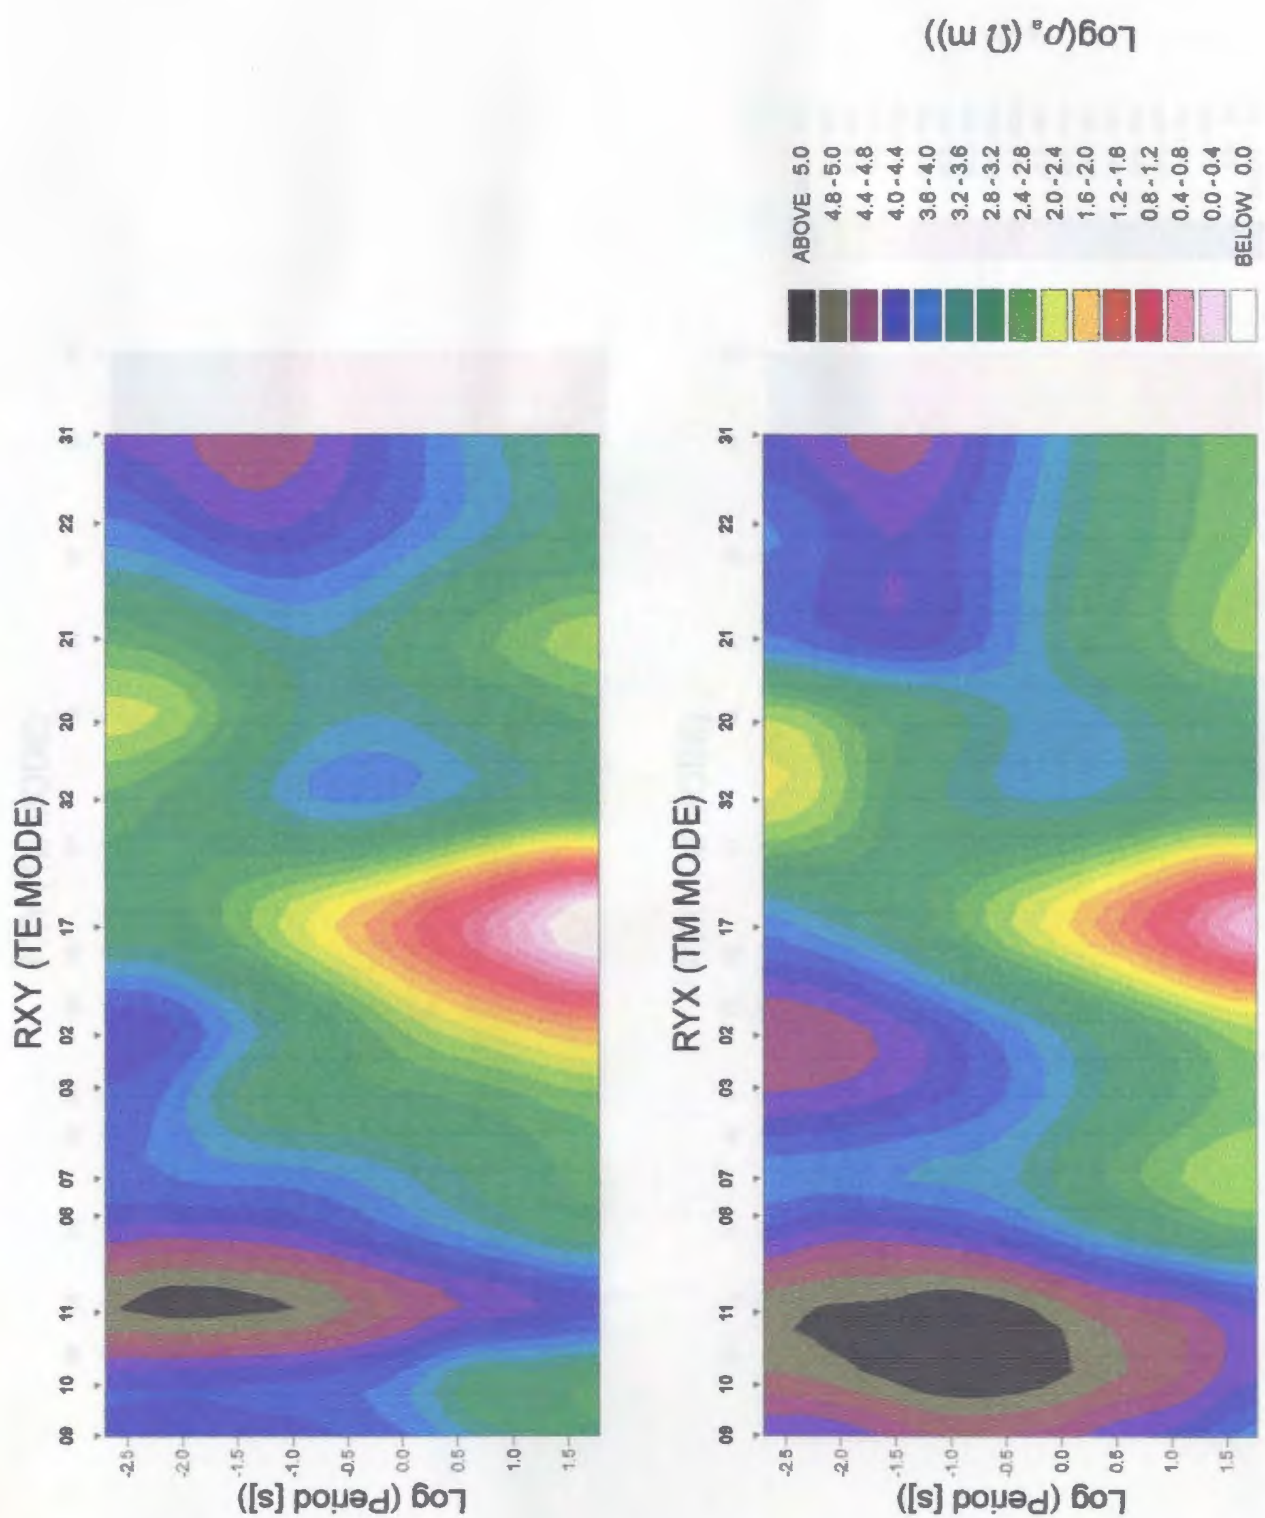 RXY (TE MODE)
09 10 11 06 07 03 02 17 32 20 21 22 31
-2.5
-2.0
-1.5
-1.0
-0.5
0.0
0.5
1.0
1.5
Log (Period [s])
RYX (TM MODE)
09 10 11 06 07 03 02 17 32 20 21 22 31
-2.5
-2.0
-1.5
-1.0
-0.5
0.0
0.5
1.0
1.5
Log (Period [s])
ABOVE 5.0
4.8 - 5.0
4.4 - 4.8
4.0 - 4.4
3.6 - 4.0
3.2 - 3.6
2.8 - 3.2
2.4 - 2.8
2.0 - 2.4
1.6 - 2.0
1.2 - 1.6
0.8 - 1.2
0.4 - 0.8
0.0 - 0.4
BELOW 0.0
Log(ρₐ (Ω m))